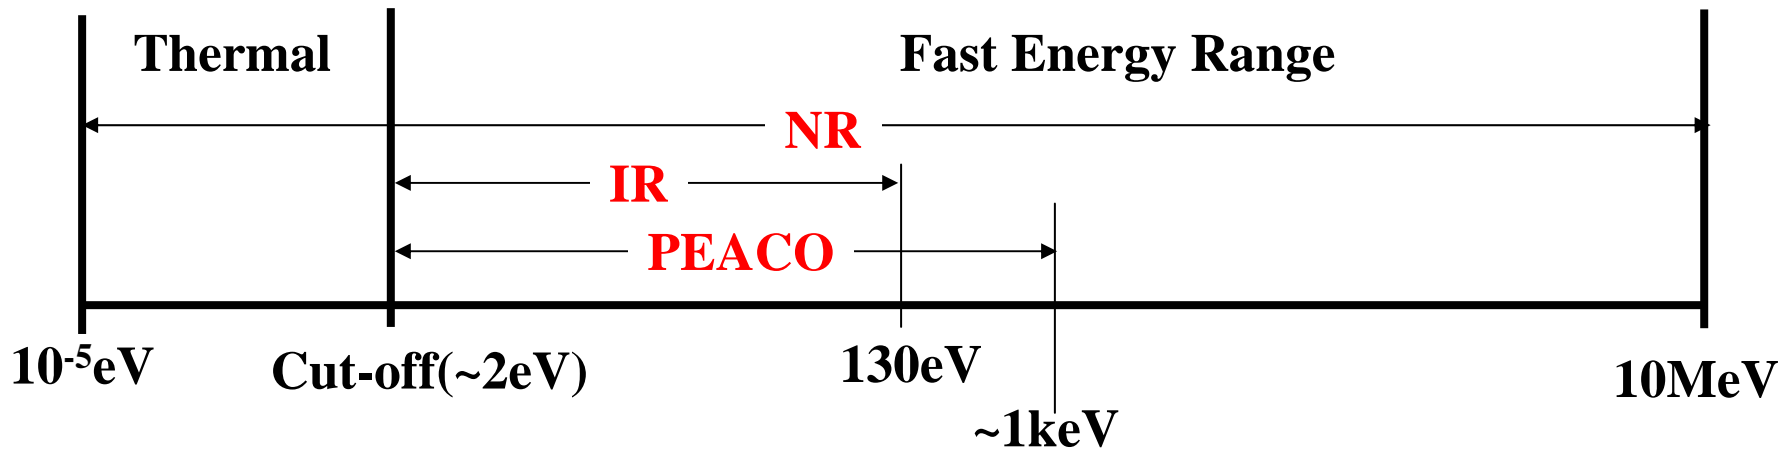 Thermal
Fast Energy Range
NR
IR
PEACO
10⁻⁵eV
Cut-off(~2eV)
130eV
~1keV
10MeV